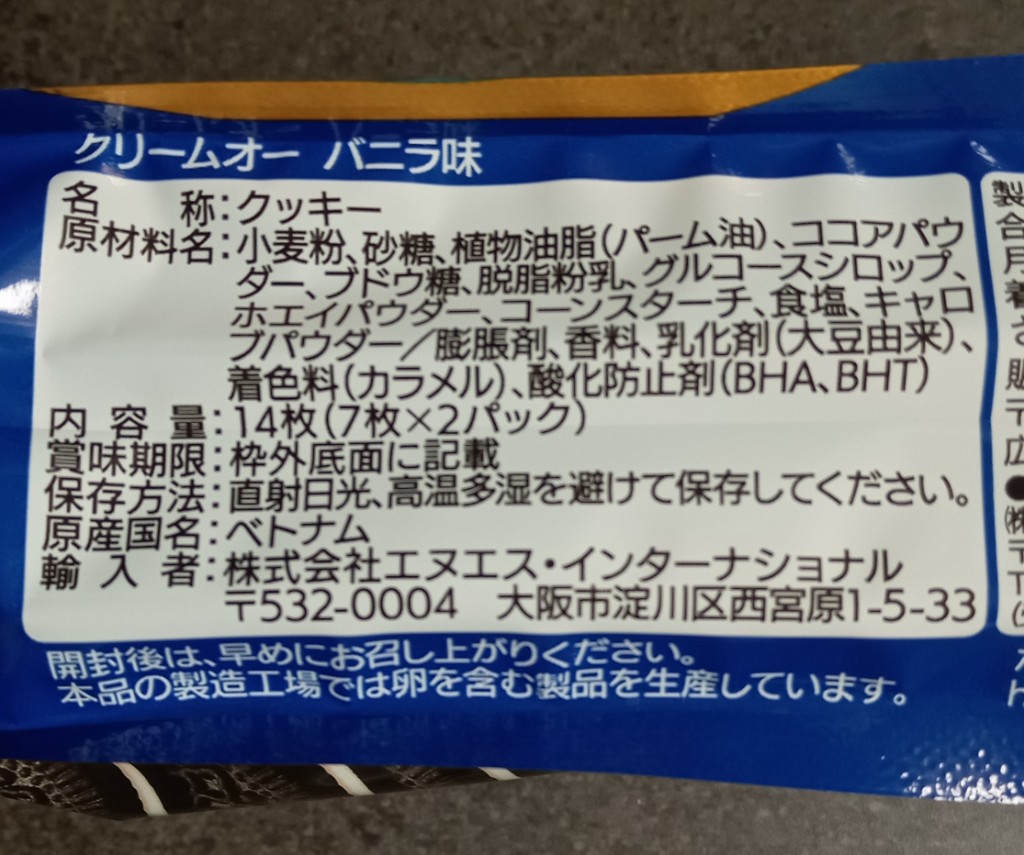 クリームオー バニラ味
名 称：クッキー
原材料名：小麦粉、砂糖、植物油脂（パーム油）、ココアパウ
ダー、ブドウ糖、脱脂粉乳、グルコースシロップ、
ホエイパウダー、コーンスターチ、食塩、キャロ
ブパウダー／膨脹剤、香料、乳化剤（大豆由来）、
着色料（カラメル）、酸化防止剤（BHA、BHT）
内 容 量：14枚（7枚×2パック）
賞味期限：枠外底面に記載
保存方法：直射日光、高温多湿を避けて保存してください。
原産国名：ベトナム
輸 入 者：株式会社エヌエス・インターナショナル
〒532-0004 大阪市淀川区西宮原1-5-33
開封後は、早めにお召し上がりください。
本品の製造工場では卵を含む製品を生産しています。
製
合
月
着
さ
販
〒
広
●
㈱
〒